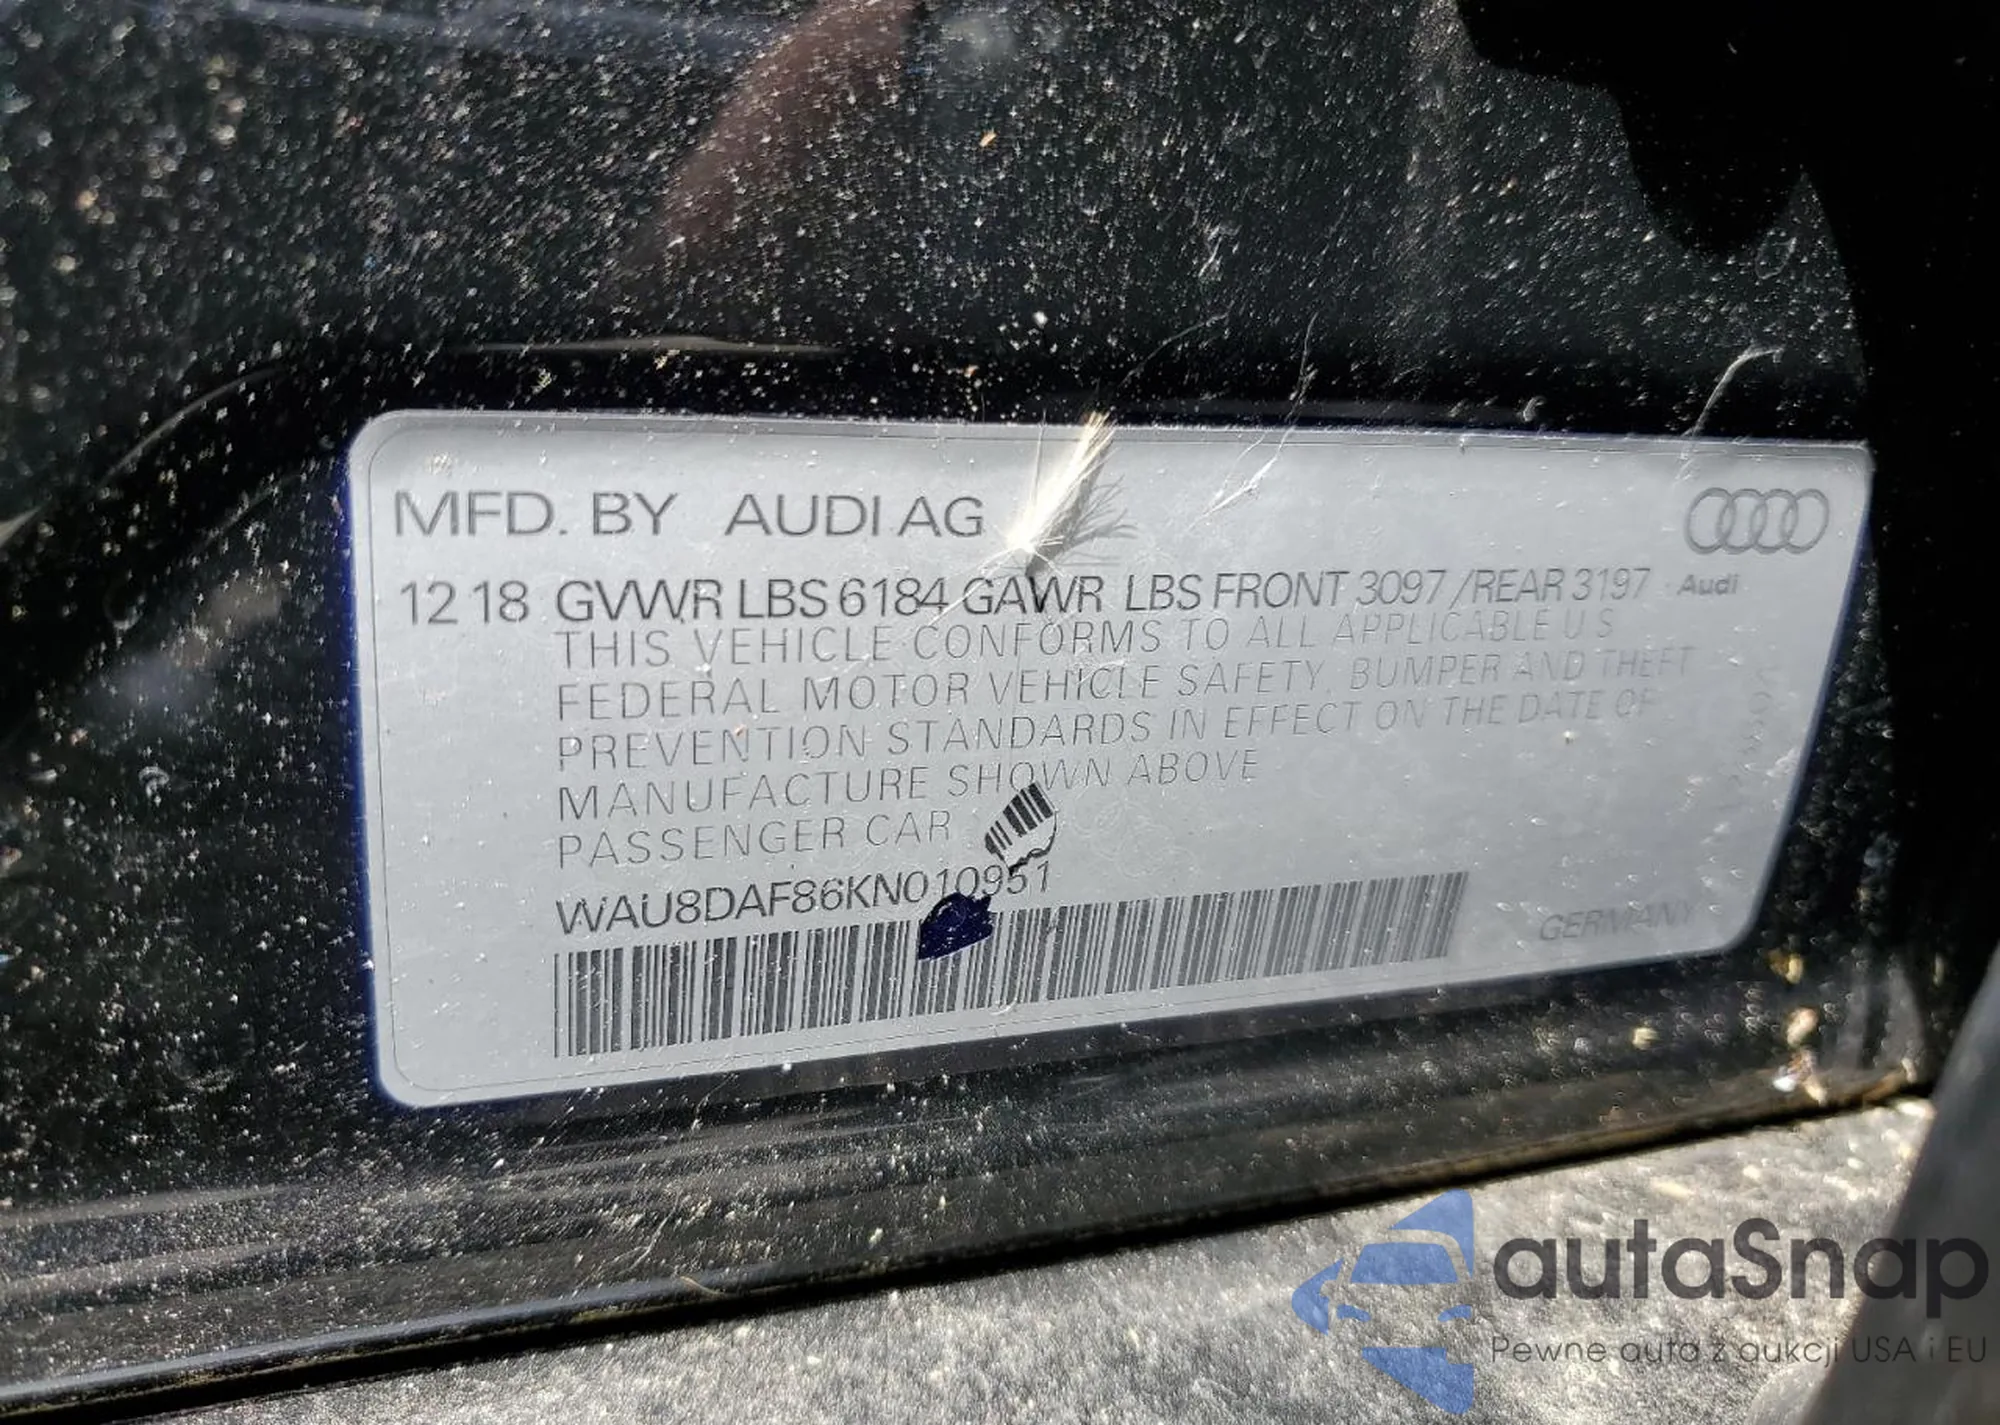 MFD. BY AUDI AG
12 18 GVWR LBS 6184 GAWR LBS FRONT 3097 /REAR 3197 Audi
THIS VEHICLE CONFORMS TO ALL APPLICABLE U S
FEDERAL MOTOR VEHICLE SAFETY, BUMPER AND THEFT
PREVENTION STANDARDS IN EFFECT ON THE DATE OF
MANUFACTURE SHOWN ABOVE
PASSENGER CAR
WAU8DAF86KN010951
GERMANY
autaSnap
Pewne auta z aukcji USA i EU